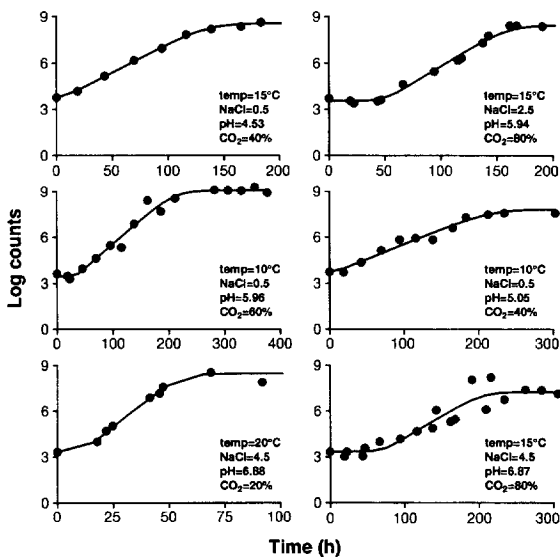 9
6
3
0
0 50 100 150 200
temp=15°C
NaCl=0.5
pH=4.53
CO₂=40%
9
6
3
0
0 50 100 150 200
temp=15°C
NaCl=2.5
pH=5.94
CO₂=80%
9
6
3
0
0 100 200 300 400
temp=10°C
NaCl=0.5
pH=5.96
CO₂=60%
9
6
3
0
0 100 200 300
temp=10°C
NaCl=0.5
pH=5.05
CO₂=40%
9
6
3
0
0 25 50 75 100
temp=20°C
NaCl=4.5
pH=6.88
CO₂=20%
9
6
3
0
0 100 200 300
temp=15°C
NaCl=4.5
pH=6.87
CO₂=80%
Log counts
Time (h)